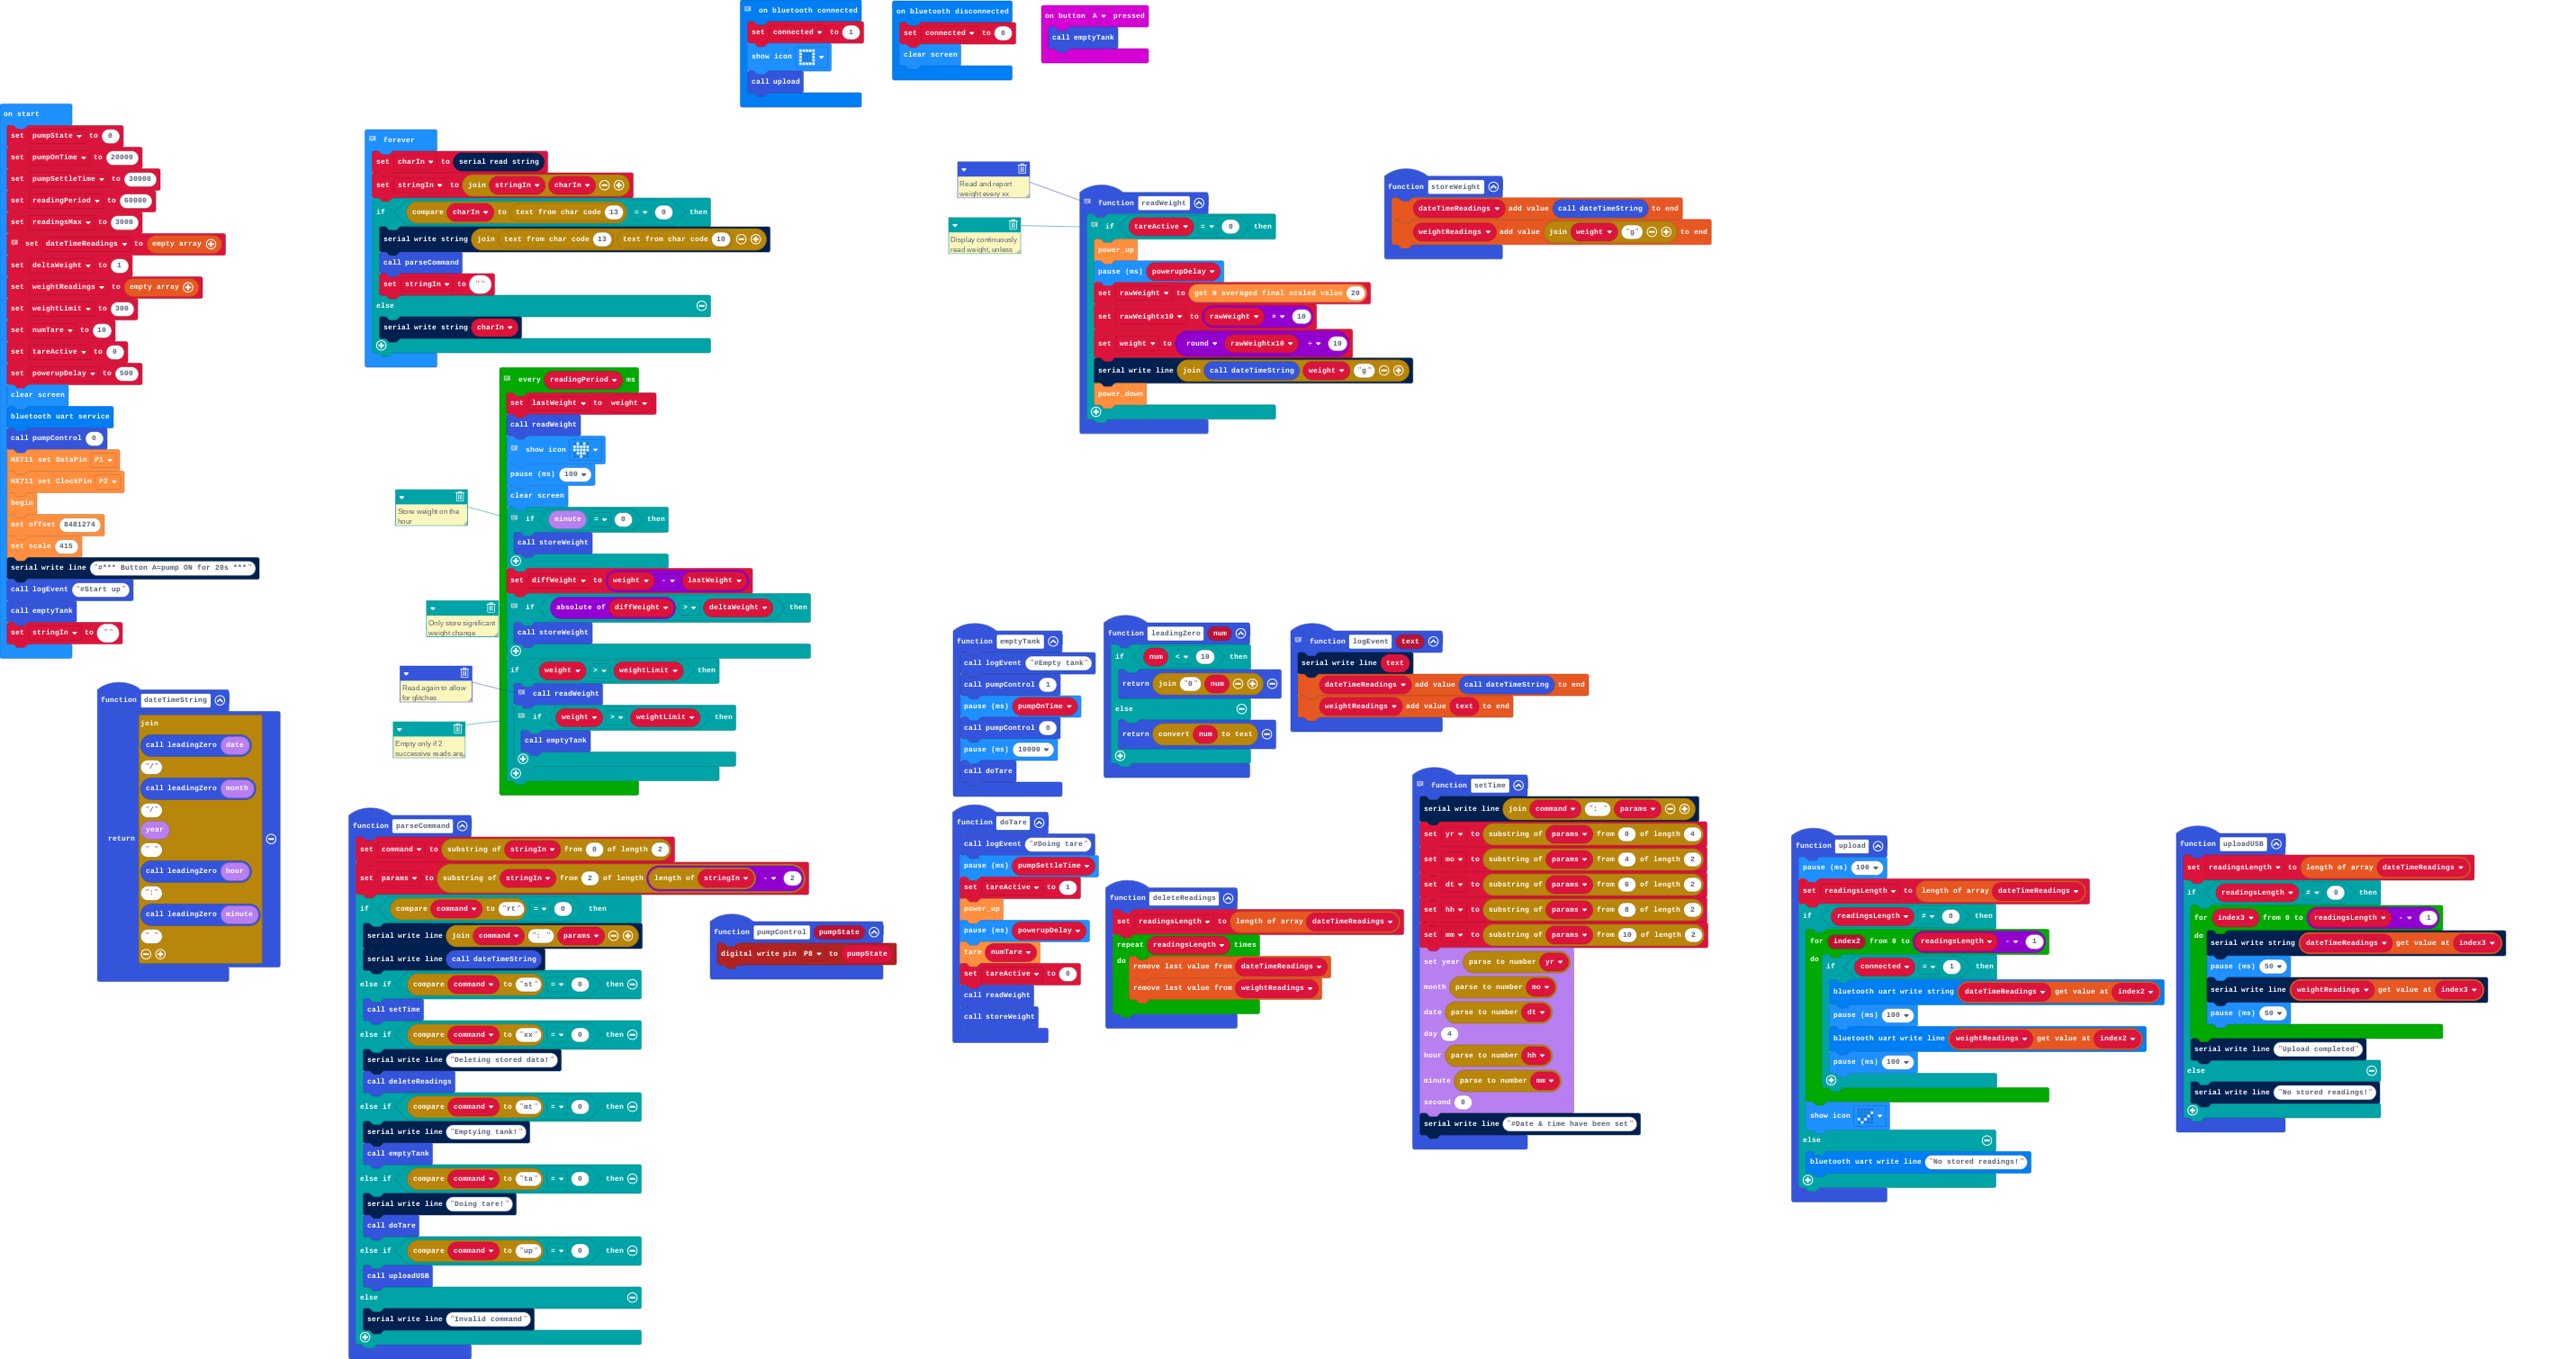 on bluetooth connected
set connected to 1
show icon
call upload
on bluetooth disconnected
set connected to 0
clear screen
on button A pressed
call emptyTank
on start
set pumpState to 0
set pumpOnTime to 20000
set pumpSettleTime to 30000
set readingPeriod to 60000
set readingsMax to 3000
set dateTimeReadings to empty array
set deltaWeight to 1
set weightReadings to empty array
set weightLimit to 300
set numTare to 10
set tareActive to 0
set powerupDelay to 500
clear screen
bluetooth uart service
call pumpControl 0
HX711 set DataPin P1
HX711 set ClockPin P2
begin
set offset 8481274
set scale 415
serial write line "#*** Button A=pump ON for 20s ***"
call logEvent "#Start up"
call emptyTank
set stringIn to ""
forever
set charIn to serial read string
set stringIn to join stringIn charIn
if compare charIn to text from char code 13 = 0 then
serial write string join text from char code 13 text from char code 10
call parseCommand
set stringIn to ""
else
serial write string charIn
every readingPeriod ms
set lastWeight to weight
call readWeight
show icon
pause (ms) 100
clear screen
Store weight on the
hour
if minute = 0 then
call storeWeight
set diffWeight to weight - lastWeight
Only store significant
weight change
if absolute of diffWeight > deltaWeight then
call storeWeight
if weight > weightLimit then
Read again to allow
for glitches
call readWeight
Empty only if 2
successive reads are
if weight > weightLimit then
call emptyTank
Read and report
weight every xx
Display continuously
read weight, unless
function readWeight
if tareActive = 0 then
power_up
pause (ms) powerupDelay
set rawWeight to get N averaged final scaled value 20
set rawWeightx10 to rawWeight × 10
set weight to round rawWeightx10 ÷ 10
serial write line join call dateTimeString weight "g"
power_down
function storeWeight
dateTimeReadings add value call dateTimeString to end
weightReadings add value join weight "g" to end
function dateTimeString
return join
call leadingZero date
"/"
call leadingZero month
"/"
year
" "
call leadingZero hour
":"
call leadingZero minute
" "
function parseCommand
set command to substring of stringIn from 0 of length 2
set params to substring of stringIn from 2 of length length of stringIn - 2
if compare command to "rt" = 0 then
serial write line join command ": " params
serial write line call dateTimeString
else if compare command to "st" = 0 then
call setTime
else if compare command to "xx" = 0 then
serial write line "Deleting stored data!"
call deleteReadings
else if compare command to "mt" = 0 then
serial write line "Emptying tank!"
call emptyTank
else if compare command to "ta" = 0 then
serial write line "Doing tare!"
call doTare
else if compare command to "up" = 0 then
call uploadUSB
else
serial write line "Invalid command"
function pumpControl pumpState
digital write pin P8 to pumpState
function emptyTank
call logEvent "#Empty tank"
call pumpControl 1
pause (ms) pumpOnTime
call pumpControl 0
pause (ms) 10000
call doTare
function leadingZero num
if num < 10 then
return join "0" num
else
return convert num to text
function logEvent text
serial write line text
dateTimeReadings add value call dateTimeString to end
weightReadings add value text to end
function doTare
call logEvent "#Doing tare"
pause (ms) pumpSettleTime
set tareActive to 1
power_up
pause (ms) powerupDelay
tare numTare
set tareActive to 0
call readWeight
call storeWeight
function deleteReadings
set readingsLength to length of array dateTimeReadings
repeat readingsLength times
do
remove last value from dateTimeReadings
remove last value from weightReadings
function setTime
serial write line join command ": " params
set yr to substring of params from 0 of length 4
set mo to substring of params from 4 of length 2
set dt to substring of params from 6 of length 2
set hh to substring of params from 8 of length 2
set mm to substring of params from 10 of length 2
set year parse to number yr
month parse to number mo
date parse to number dt
day 4
hour parse to number hh
minute parse to number mm
second 0
serial write line "#Date & time have been set"
function upload
pause (ms) 100
set readingsLength to length of array dateTimeReadings
if readingsLength ≠ 0 then
for index2 from 0 to readingsLength - 1
do
if connected = 1 then
bluetooth uart write string dateTimeReadings get value at index2
pause (ms) 100
bluetooth uart write line weightReadings get value at index2
pause (ms) 100
show icon
else
bluetooth uart write line "No stored readings!"
function uploadUSB
set readingsLength to length of array dateTimeReadings
if readingsLength ≠ 0 then
for index3 from 0 to readingsLength - 1
do
serial write string dateTimeReadings get value at index3
pause (ms) 50
serial write line weightReadings get value at index3
pause (ms) 50
serial write line "Upload completed"
else
serial write line "No stored readings!"